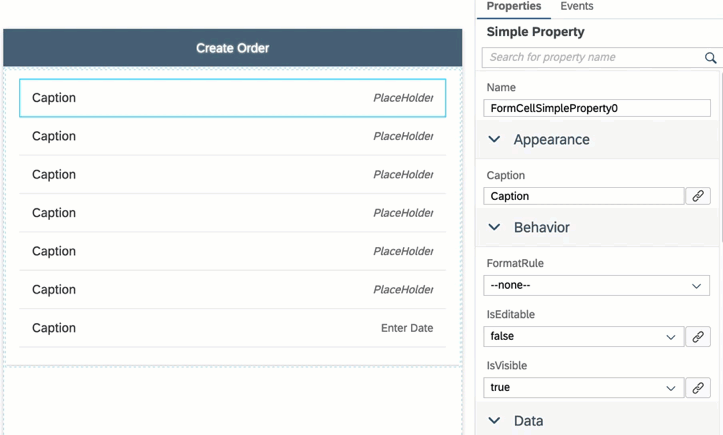 Create Order
Caption PlaceHolder
Caption PlaceHolder
Caption PlaceHolder
Caption PlaceHolder
Caption PlaceHolder
Caption PlaceHolder
Caption Enter Date
Properties Events
Simple Property
Search for property name
Name
FormCellSimpleProperty0
Appearance
Caption
Caption
Behavior
FormatRule
--none--
IsEditable
false
IsVisible
true
Data